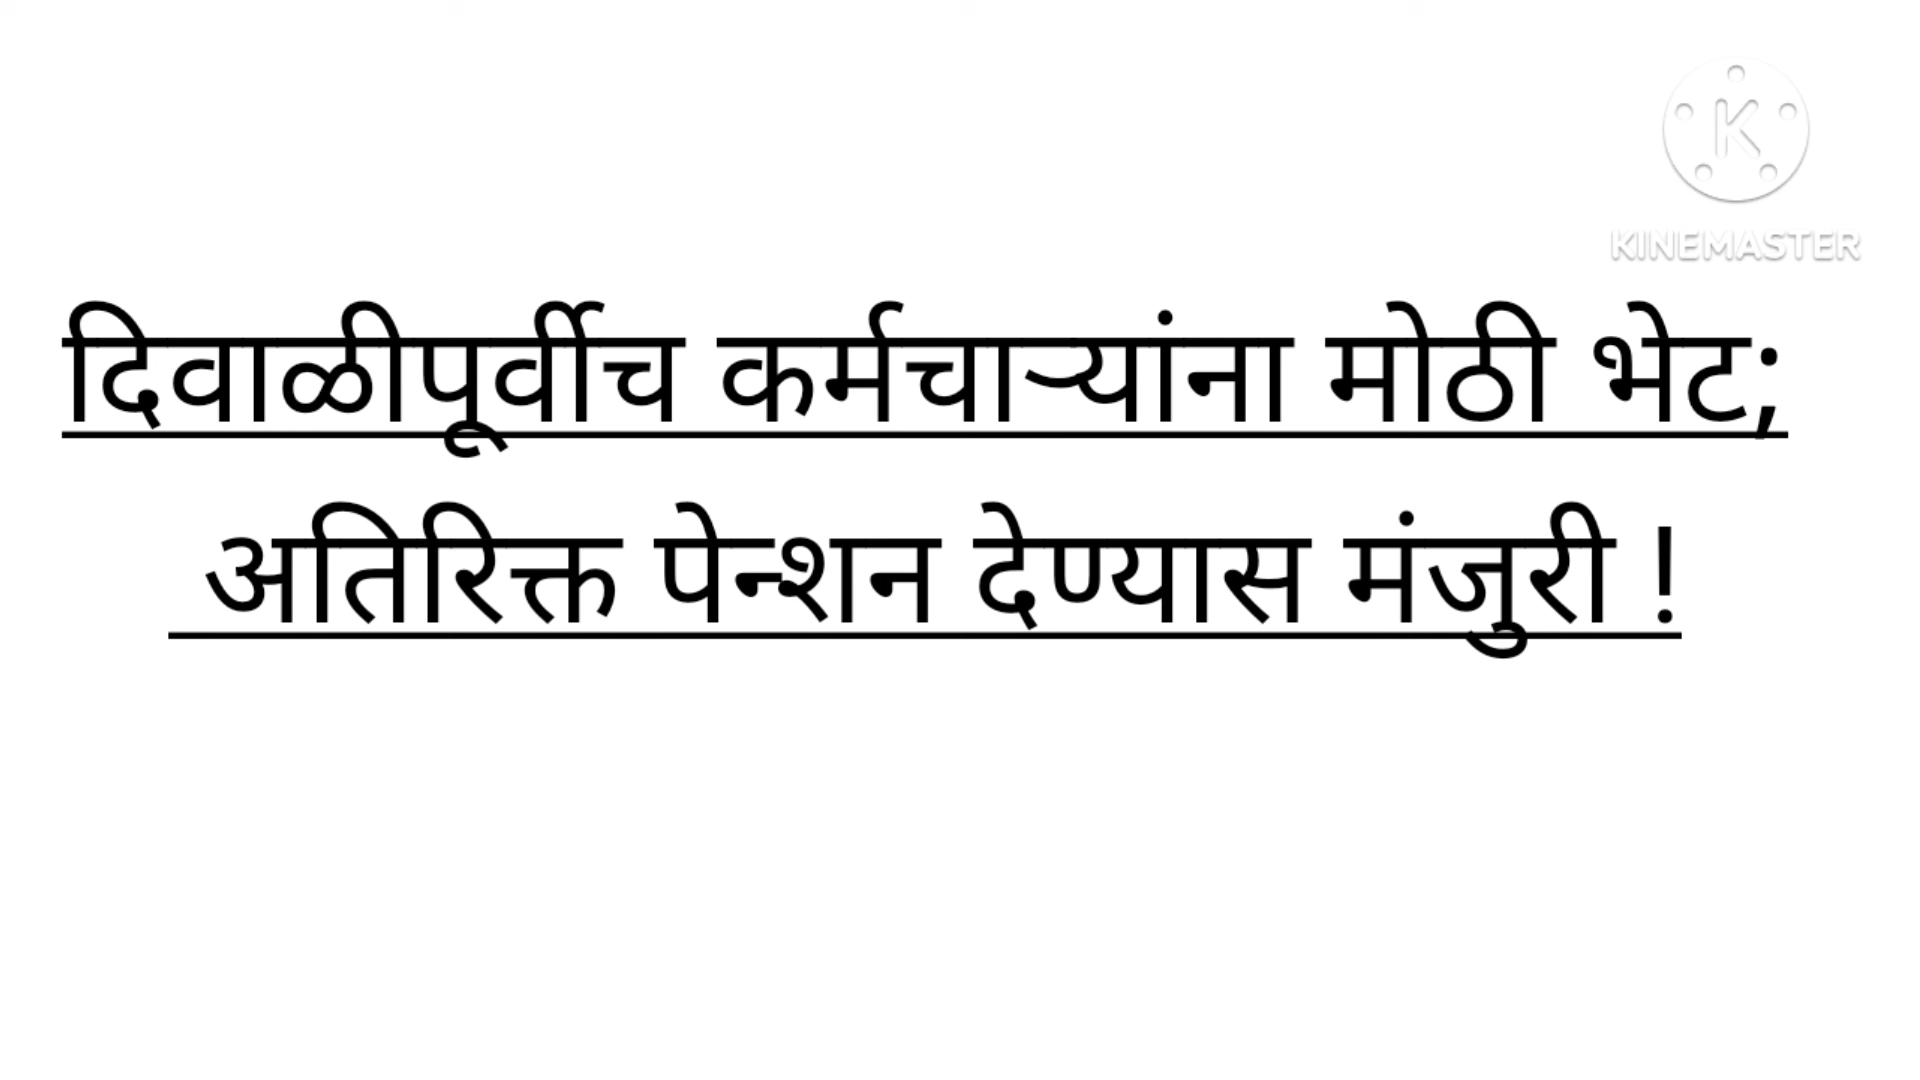 KINEMASTER
दिवाळीपूर्वीच कर्मचाऱ्यांना मोठी भेट;
अतिरिक्त पेन्शन देण्यास मंजुरी !